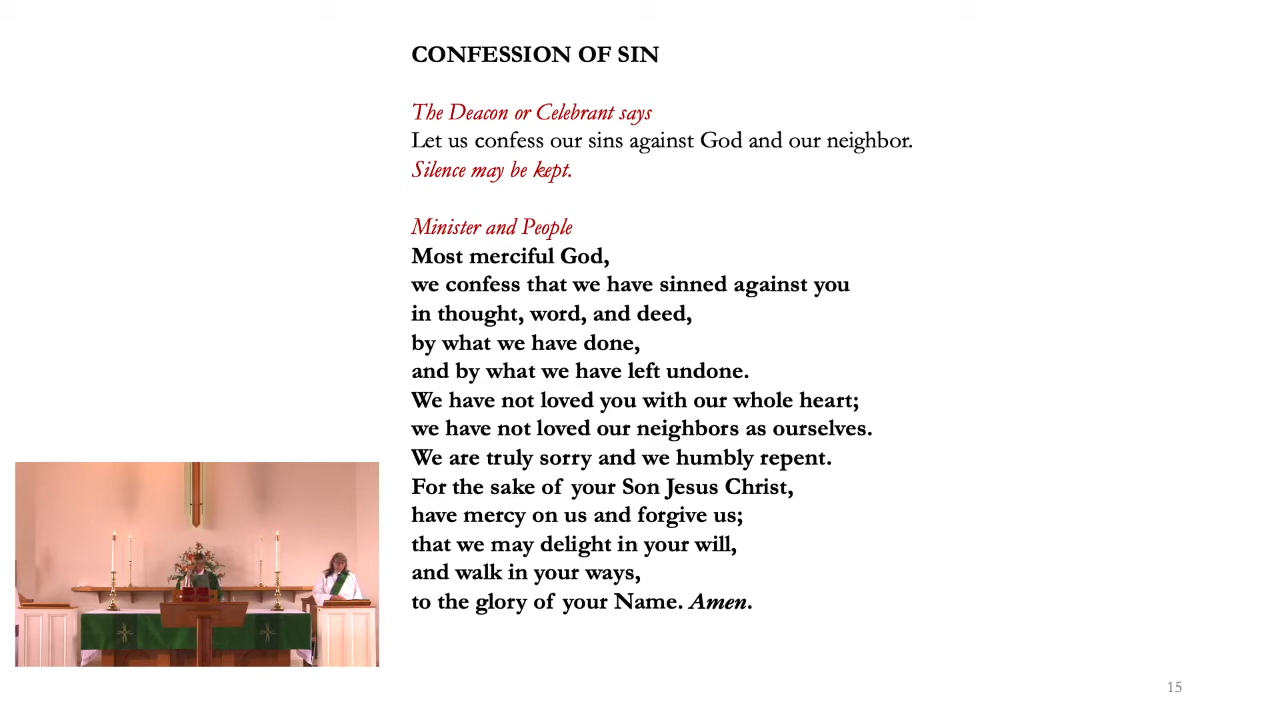 CONFESSION OF SIN
The Deacon or Celebrant says
Let us confess our sins against God and our neighbor.
Silence may be kept.
Minister and People
Most merciful God,
we confess that we have sinned against you
in thought, word, and deed,
by what we have done,
and by what we have left undone.
We have not loved you with our whole heart;
we have not loved our neighbors as ourselves.
We are truly sorry and we humbly repent.
For the sake of your Son Jesus Christ,
have mercy on us and forgive us;
that we may delight in your will,
and walk in your ways,
to the glory of your Name. Amen.
15